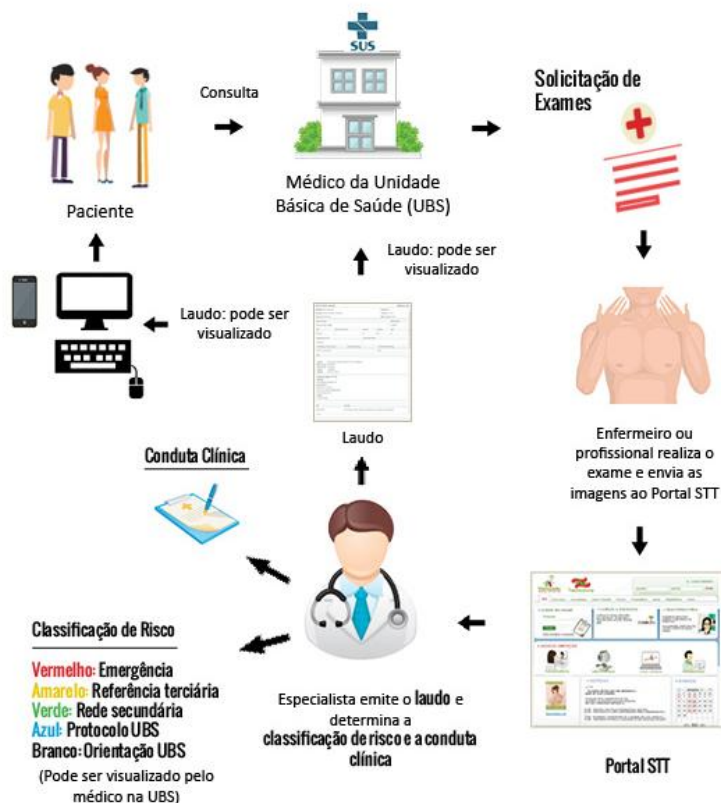 SUS
Consulta
Solicitação de
Exames
Paciente
Médico da Unidade
Básica de Saúde (UBS)
Laudo: pode ser
visualizado
Laudo: pode ser
visualizado
Laudo
Enfermeiro ou
profissional realiza o
exame e envia as
imagens ao Portal STT
Conduta Clínica
Classificação de Risco
Vermelho: Emergência
Amarelo: Referência terciária
Verde: Rede secundária
Azul: Protocolo UBS
Branco: Orientação UBS
(Pode ser visualizado pelo
médico na UBS)
Especialista emite o laudo e
determina a
classificação de risco e a conduta
clínica
Portal STT